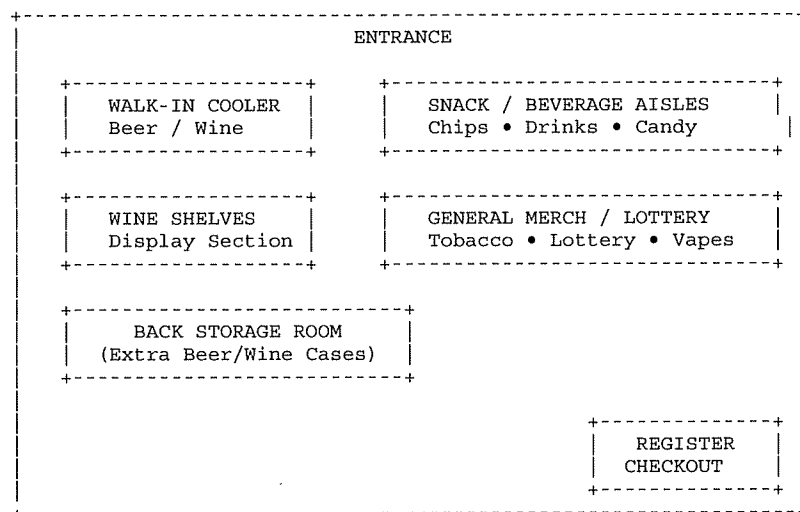 ENTRANCE
WALK-IN COOLER
Beer / Wine
SNACK / BEVERAGE AISLES
Chips • Drinks • Candy
WINE SHELVES
Display Section
GENERAL MERCH / LOTTERY
Tobacco • Lottery • Vapes
BACK STORAGE ROOM
(Extra Beer/Wine Cases)
REGISTER
CHECKOUT